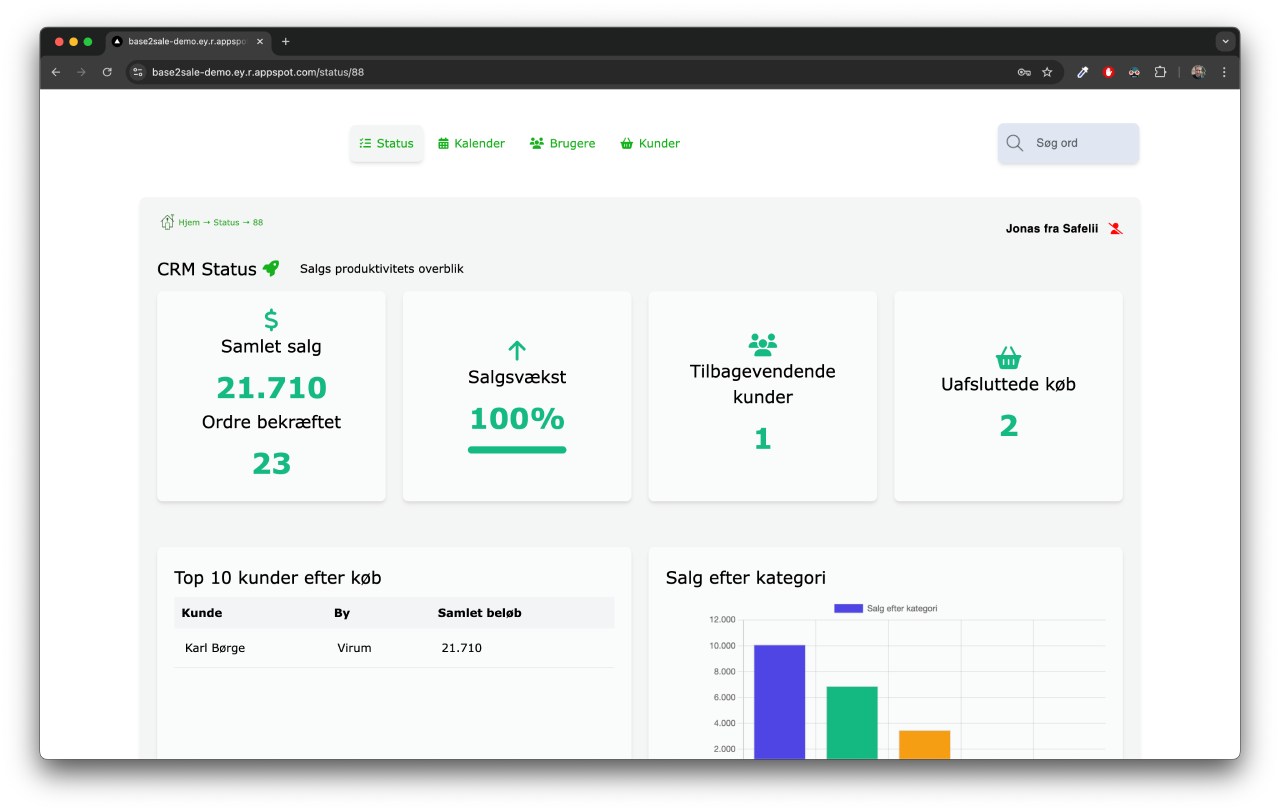 base2sale-demo.ey.r.appspo
base2sale-demo.ey.r.appspot.com/status/88
Status Kalender Brugere Kunder
Søg ord
Hjem → Status → 88
Jonas fra Safelii
CRM Status
Salgs produktivitets overblik
$
Samlet salg
21.710
Ordre bekræftet
23
Salgsvækst
100%
Tilbagevendende
kunder
1
Uafsluttede køb
2
Top 10 kunder efter køb
Kunde By Samlet beløb
Karl Børge Virum 21.710
Salg efter kategori
Salg efter kategori
12.000
10.000
8.000
6.000
4.000
2.000